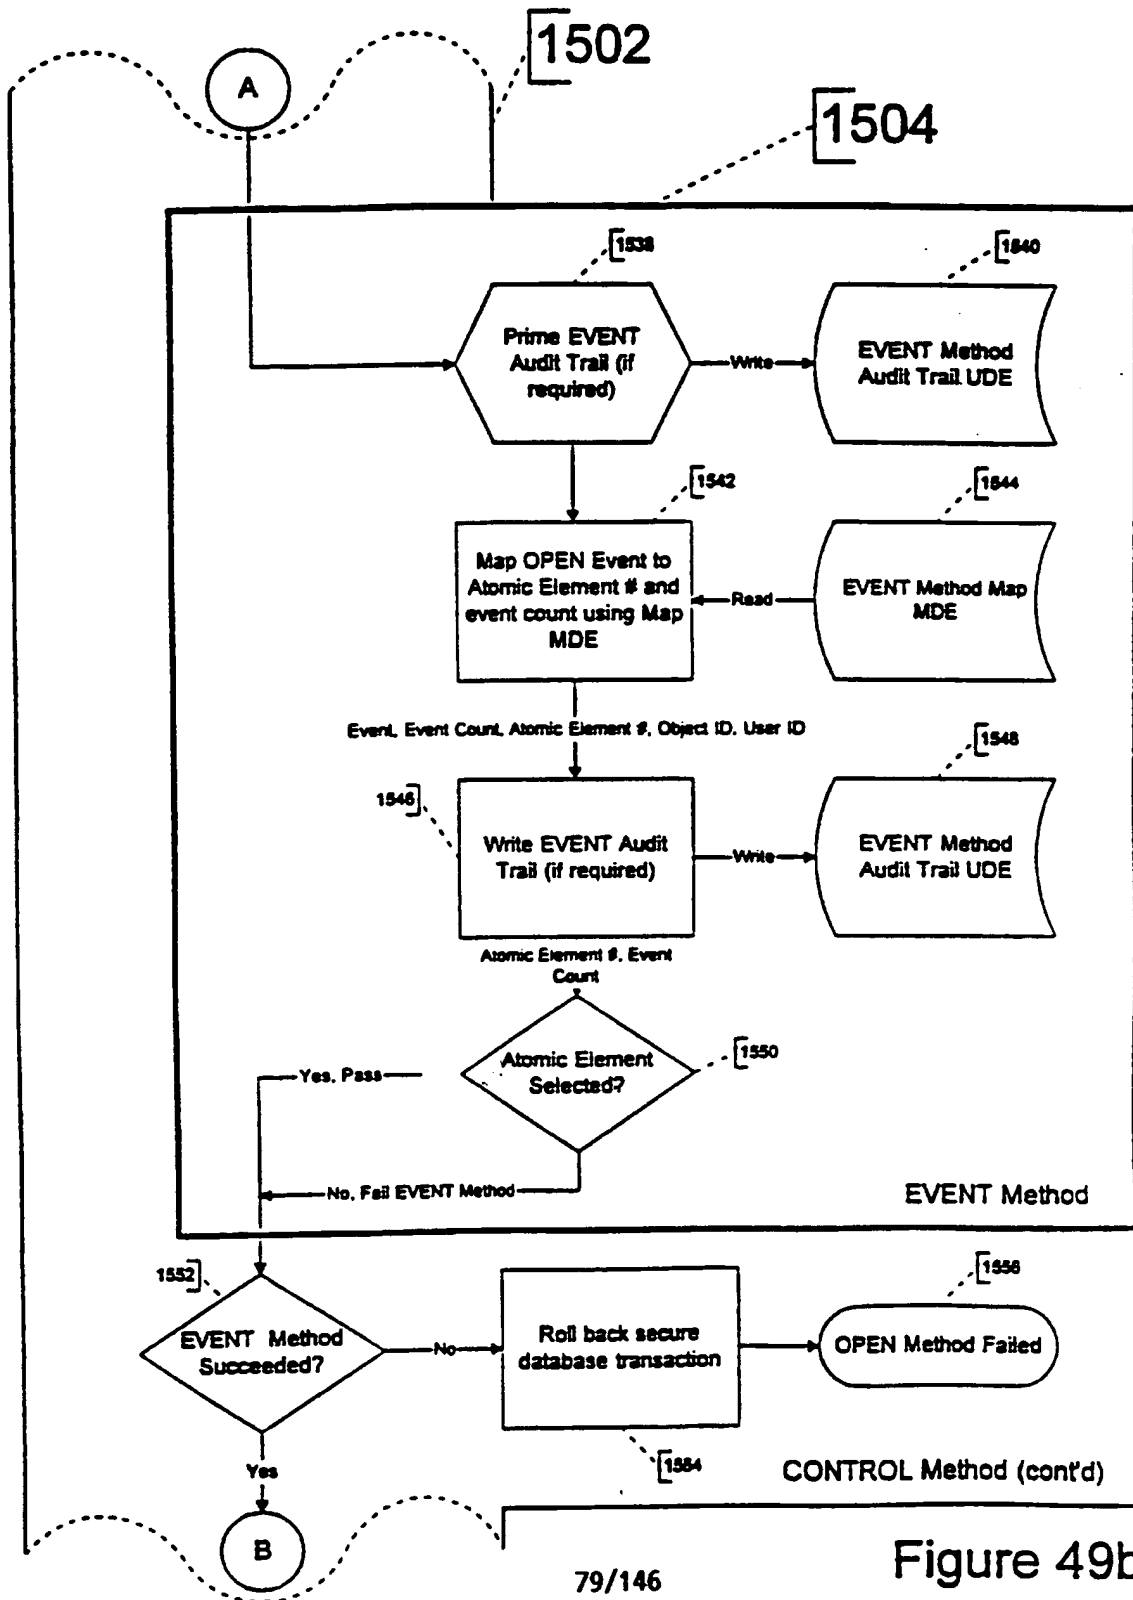 1502
A
1504
1538
1540
Prime EVENT
Audit Trail (if
required)
Write
EVENT Method
Audit Trail UDE
1542
1544
Map OPEN Event to
Atomic Element # and
event count using Map
MDE
Read
EVENT Method Map
MDE
Event, Event Count, Atomic Element #, Object ID, User ID
1546
1548
Write EVENT Audit
Trail (if required)
Write
EVENT Method
Audit Trail UDE
Atomic Element #, Event
Count
1550
Atomic Element
Selected?
Yes, Pass
No, Fail EVENT Method
EVENT Method
1552
1556
EVENT Method
Succeeded?
No
Roll back secure
database transaction
OPEN Method Failed
Yes
1554
CONTROL Method (cont'd)
B
Figure 49b
79/146